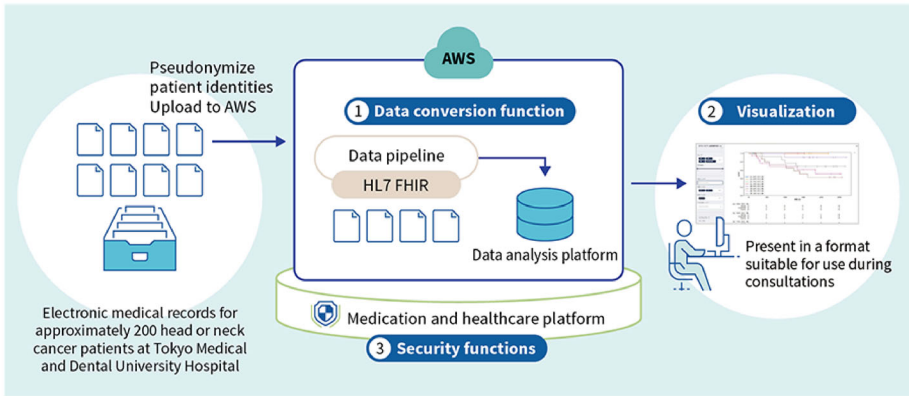 Pseudonymize
patient identities
Upload to AWS
Electronic medical records for
approximately 200 head or neck
cancer patients at Tokyo Medical
and Dental University Hospital
AWS
1 Data conversion function
Data pipeline
HL7 FHIR
Data analysis platform
Medication and healthcare platform
3 Security functions
2 Visualization
Present in a format
suitable for use during
consultations